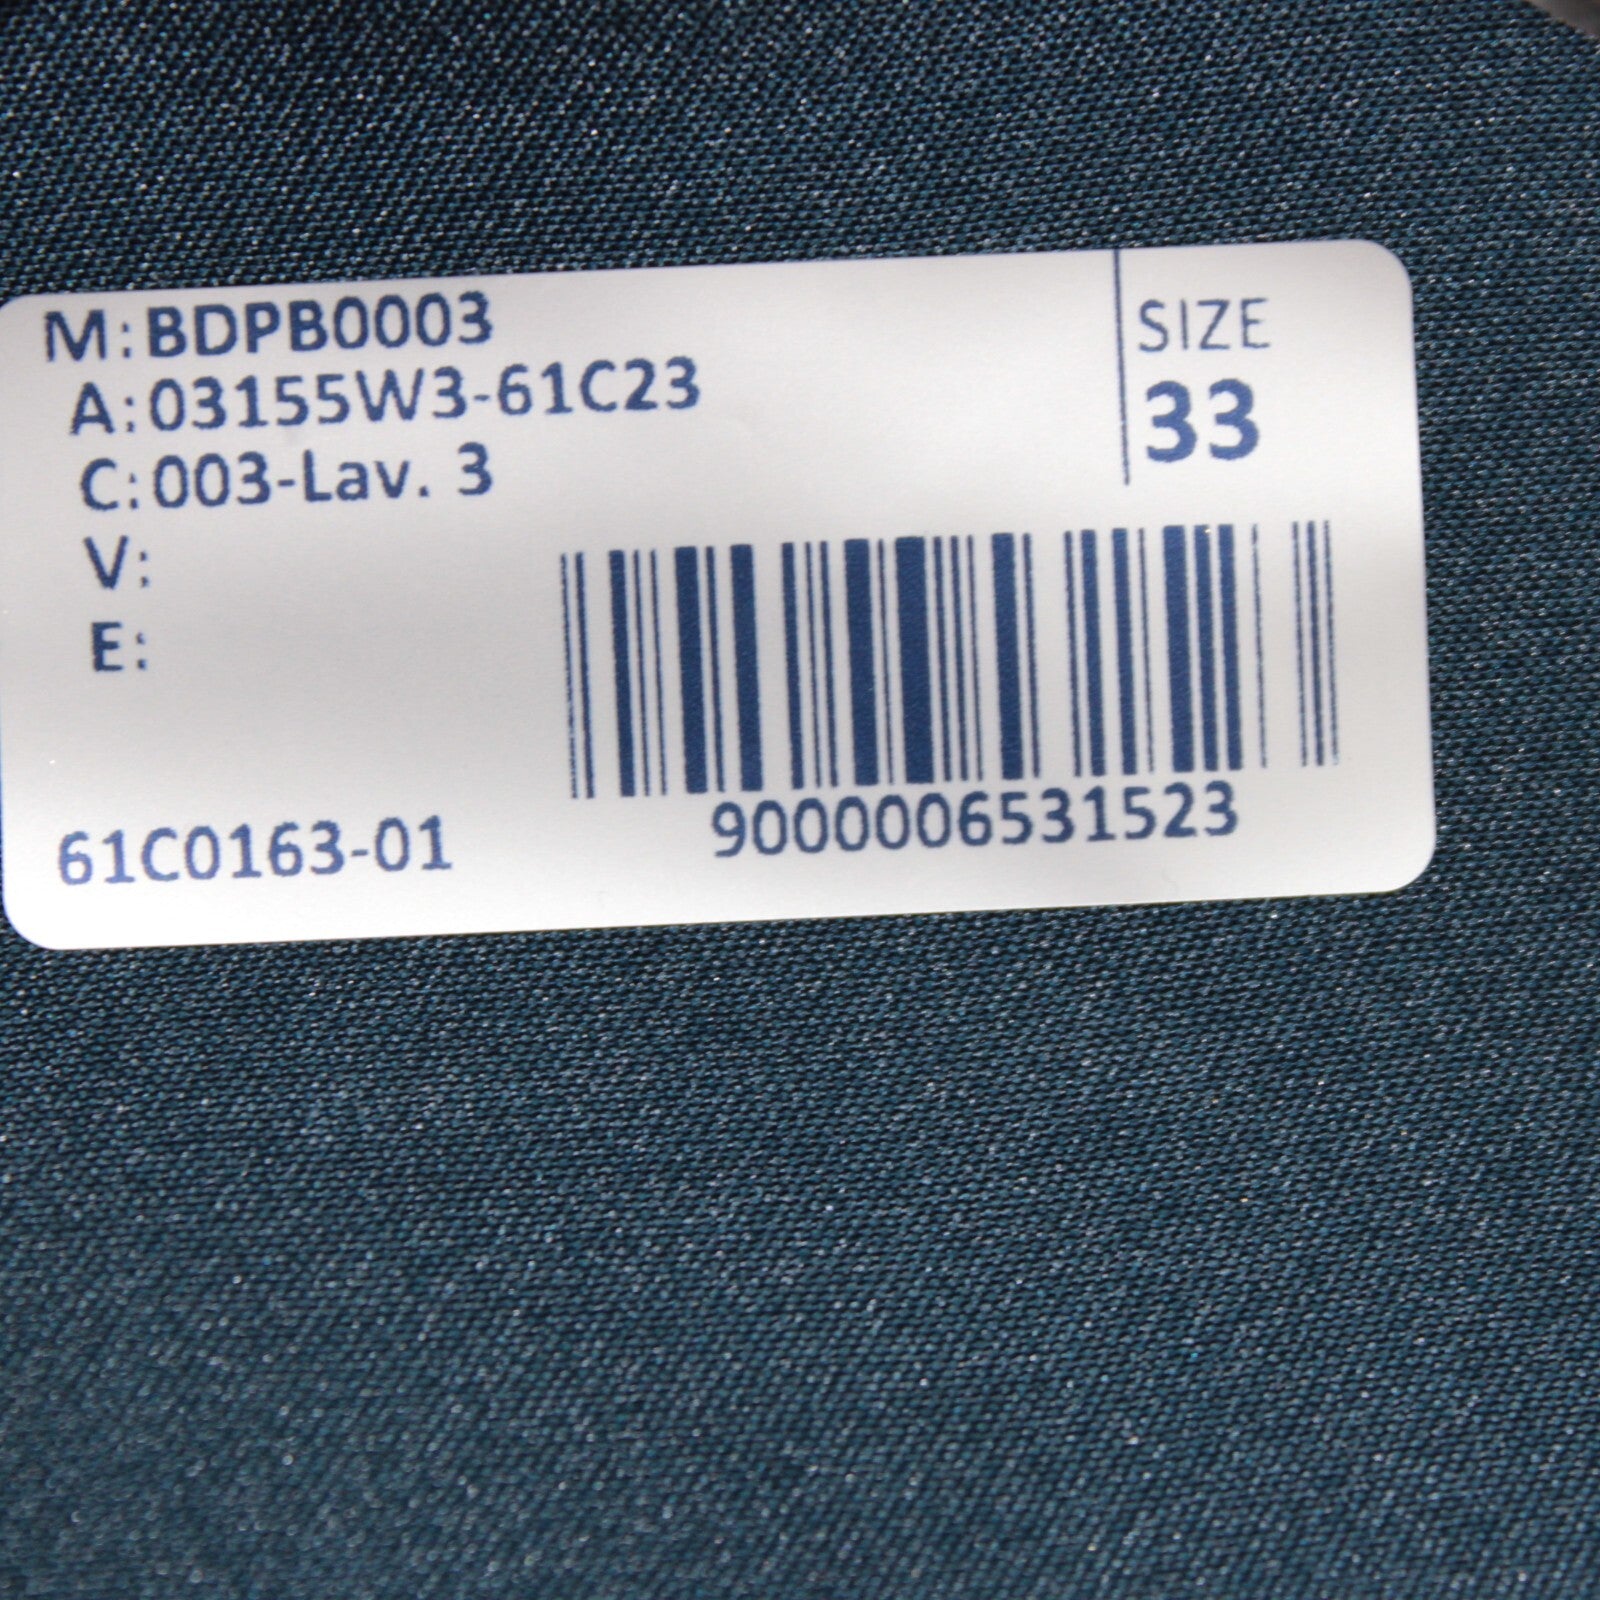 M: BDPB0003
A: 03155W3-61C23
C: 003-Lav. 3
V:
E:
SIZE
33
61C0163-01
9000006531523